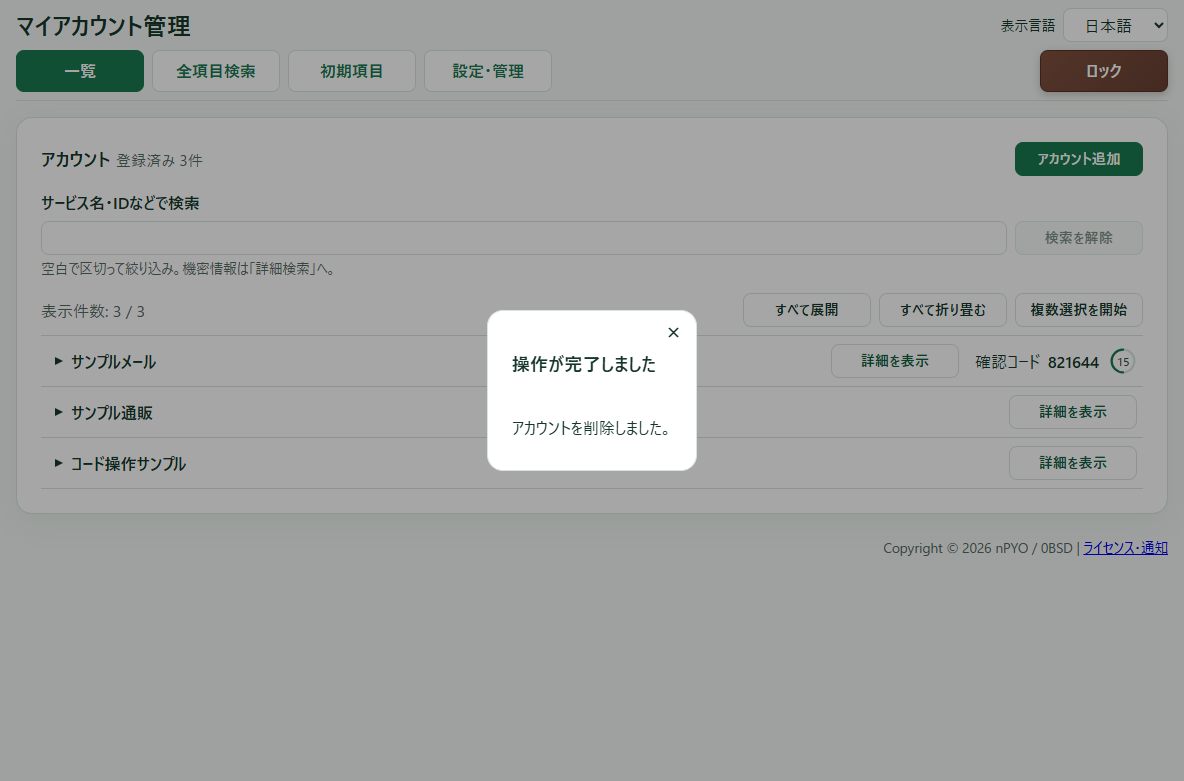 マイアカウント管理
表示言語 日本語
一覧 全項目検索 初期項目 設定・管理 ロック
アカウント 登録済み 3件 アカウント追加
サービス名・IDなどで検索
検索を解除
空白で区切って絞り込み。機密情報は「詳細検索」へ。
表示件数: 3 / 3 すべて展開 すべて折り畳む 複数選択を開始
▶ サンプルメール 詳細を表示 確認コード 821644 15
▶ サンプル通販 詳細を表示
▶ コード操作サンプル 詳細を表示
×
操作が完了しました
アカウントを削除しました。
Copyright © 2026 nPYO / 0BSD | ライセンス・通知